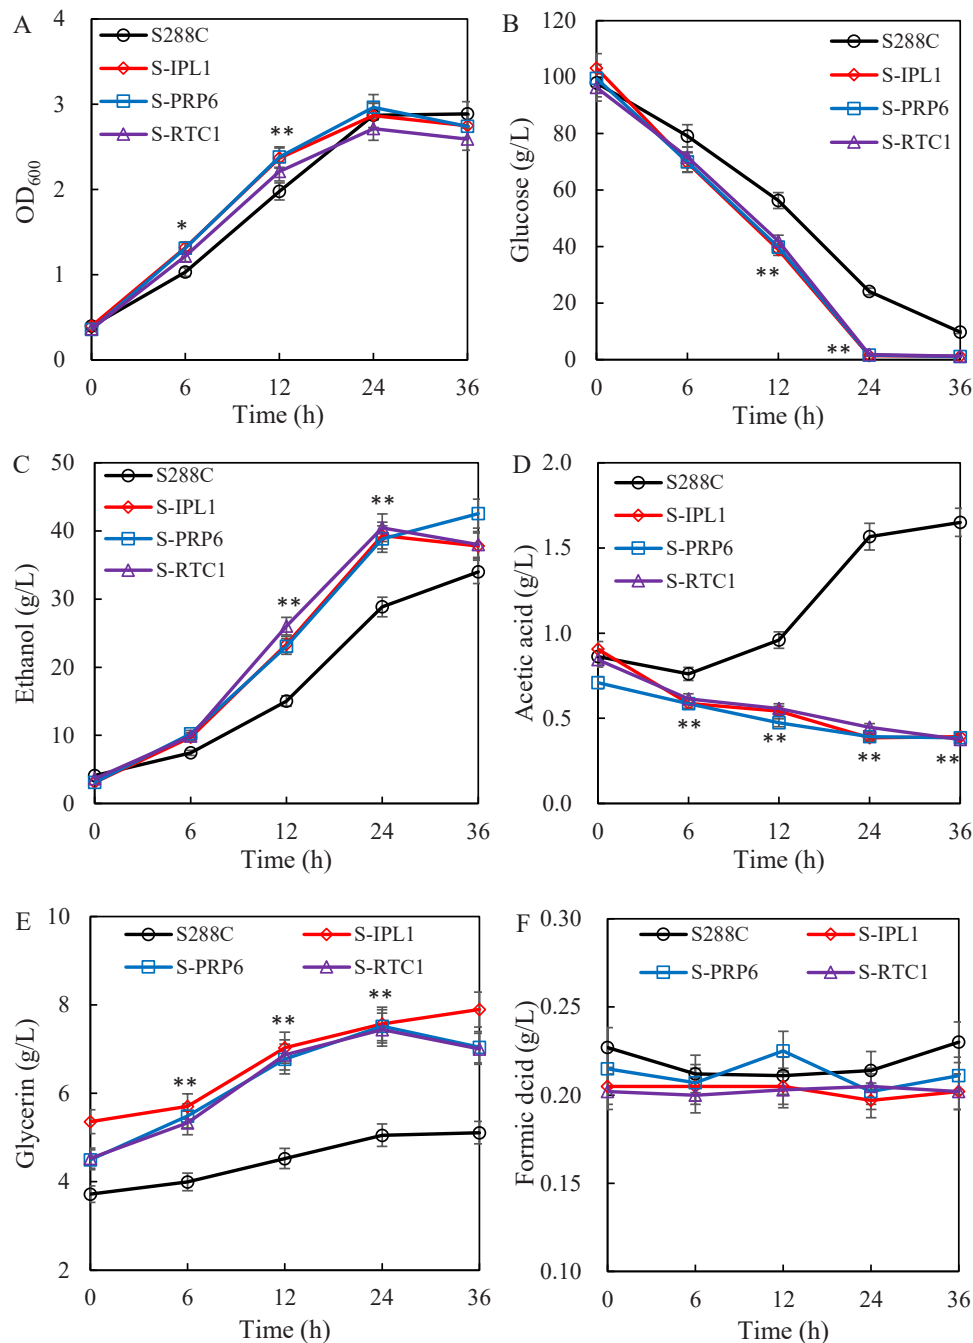 A
S288C
S-IPL1
S-PRP6
S-RTC1
4
3
2
1
0
OD600
*
**
0 6 12 24 36
Time (h)
B
S288C
S-IPL1
S-PRP6
S-RTC1
120
100
80
60
40
20
0
Glucose (g/L)
**
**
0 6 12 24 36
Time (h)
C
S288C
S-IPL1
S-PRP6
S-RTC1
50
40
30
20
10
0
Ethanol (g/L)
**
**
0 6 12 24 36
Time (h)
D
S288C
S-IPL1
S-PRP6
S-RTC1
2.0
1.5
1.0
0.5
0.0
Acetic acid (g/L)
** ** ** **
0 6 12 24 36
Time (h)
E
S288C S-IPL1
S-PRP6 S-RTC1
10
8
6
4
2
Glycerin (g/L)
** ** **
0 6 12 24 36
Time (h)
F
S288C S-IPL1
S-PRP6 S-RTC1
0.30
0.25
0.20
0.15
0.10
Formic dcid (g/L)
0 6 12 24 36
Time (h)